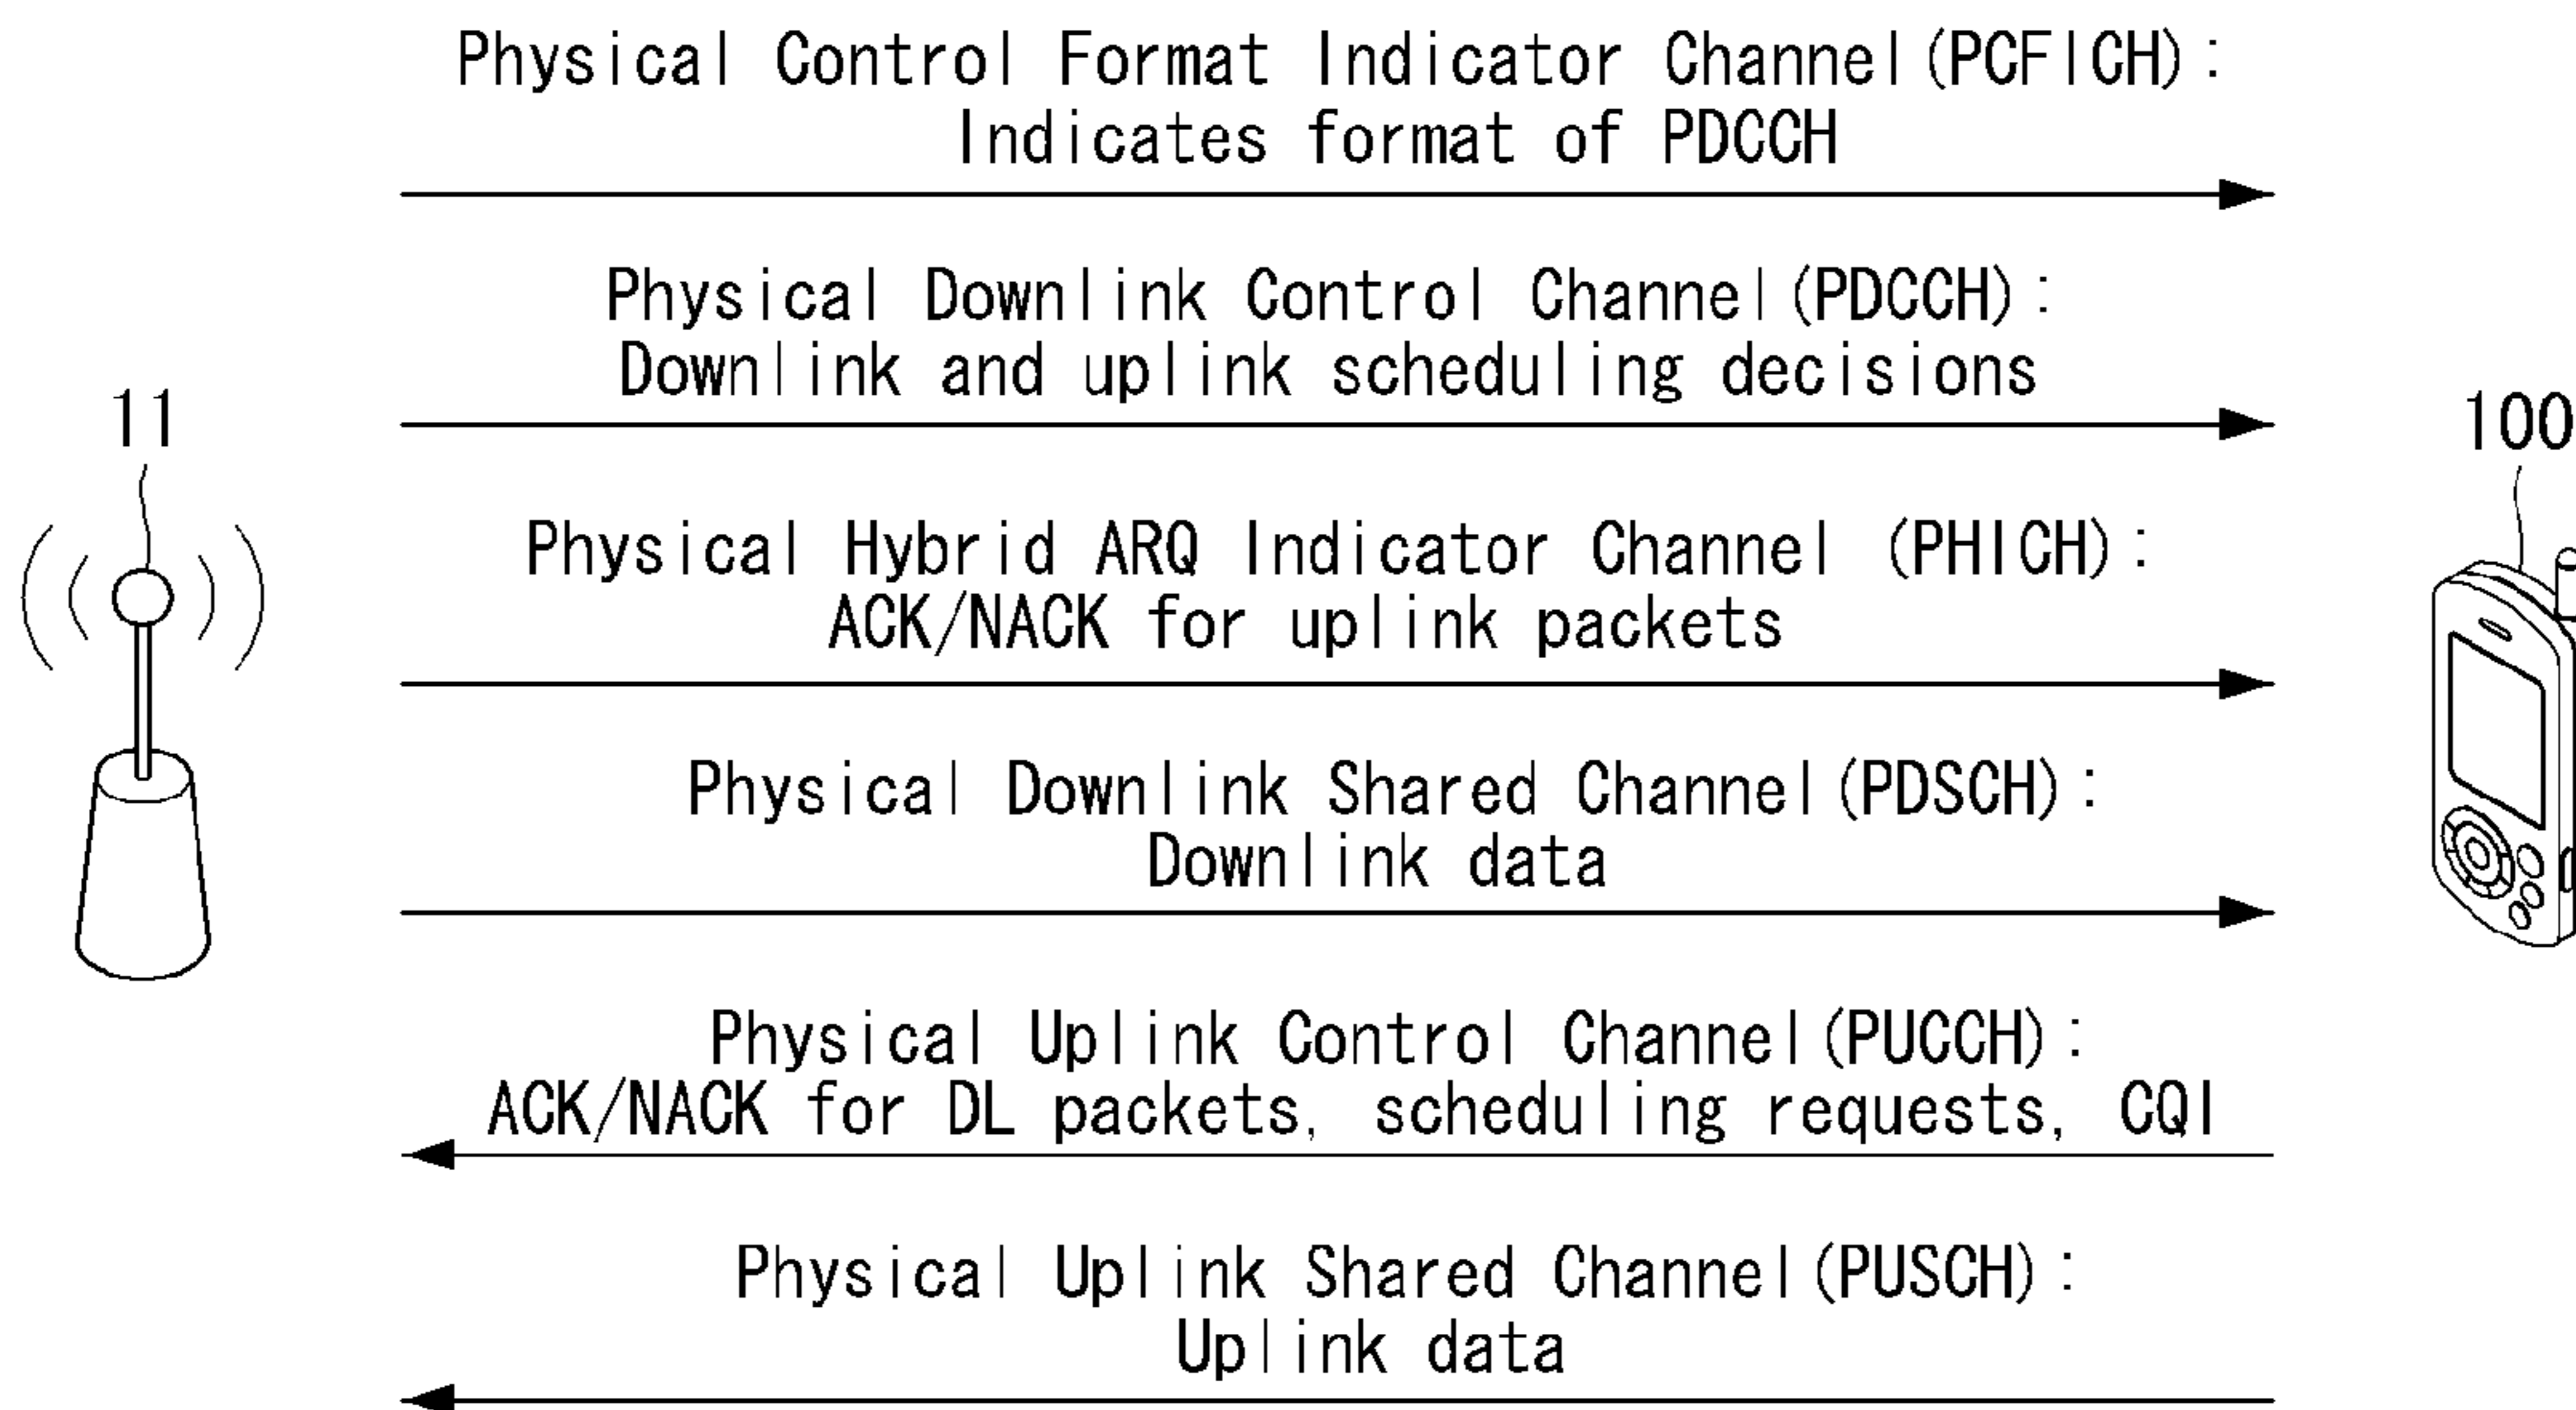 Physical Control Format Indicator Channel(PCFICH):
Indicates format of PDCCH
Physical Downlink Control Channel(PDCCH):
Downlink and uplink scheduling decisions
11
100
Physical Hybrid ARQ Indicator Channel (PHICH):
ACK/NACK for uplink packets
Physical Downlink Shared Channel(PDSCH):
Downlink data
Physical Uplink Control Channel(PUCCH):
ACK/NACK for DL packets, scheduling requests, CQI
Physical Uplink Shared Channel(PUSCH):
Uplink data